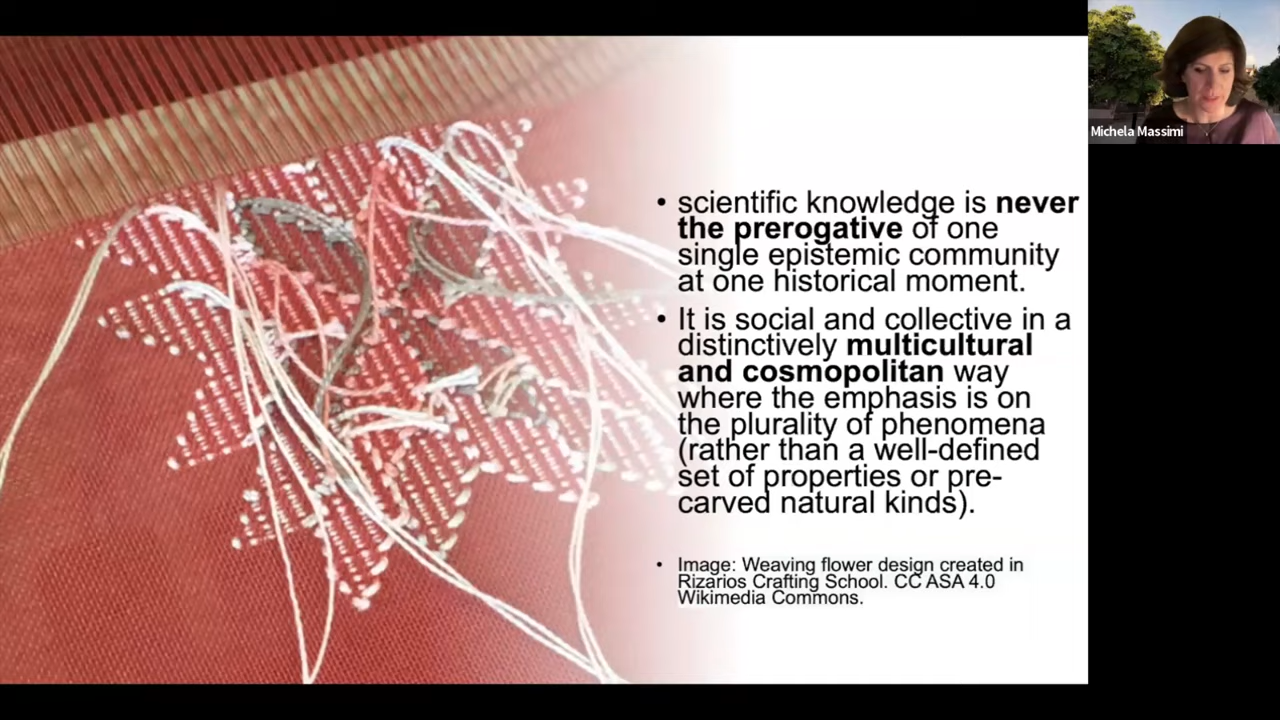 Michela Massimi
• scientific knowledge is never
the prerogative of one
single epistemic community
at one historical moment.
• It is social and collective in a
distinctively multicultural
and cosmopolitan way
where the emphasis is on
the plurality of phenomena
(rather than a well-defined
set of properties or pre-
carved natural kinds).
• Image: Weaving flower design created in
Rizarios Crafting School. CC ASA 4.0
Wikimedia Commons.